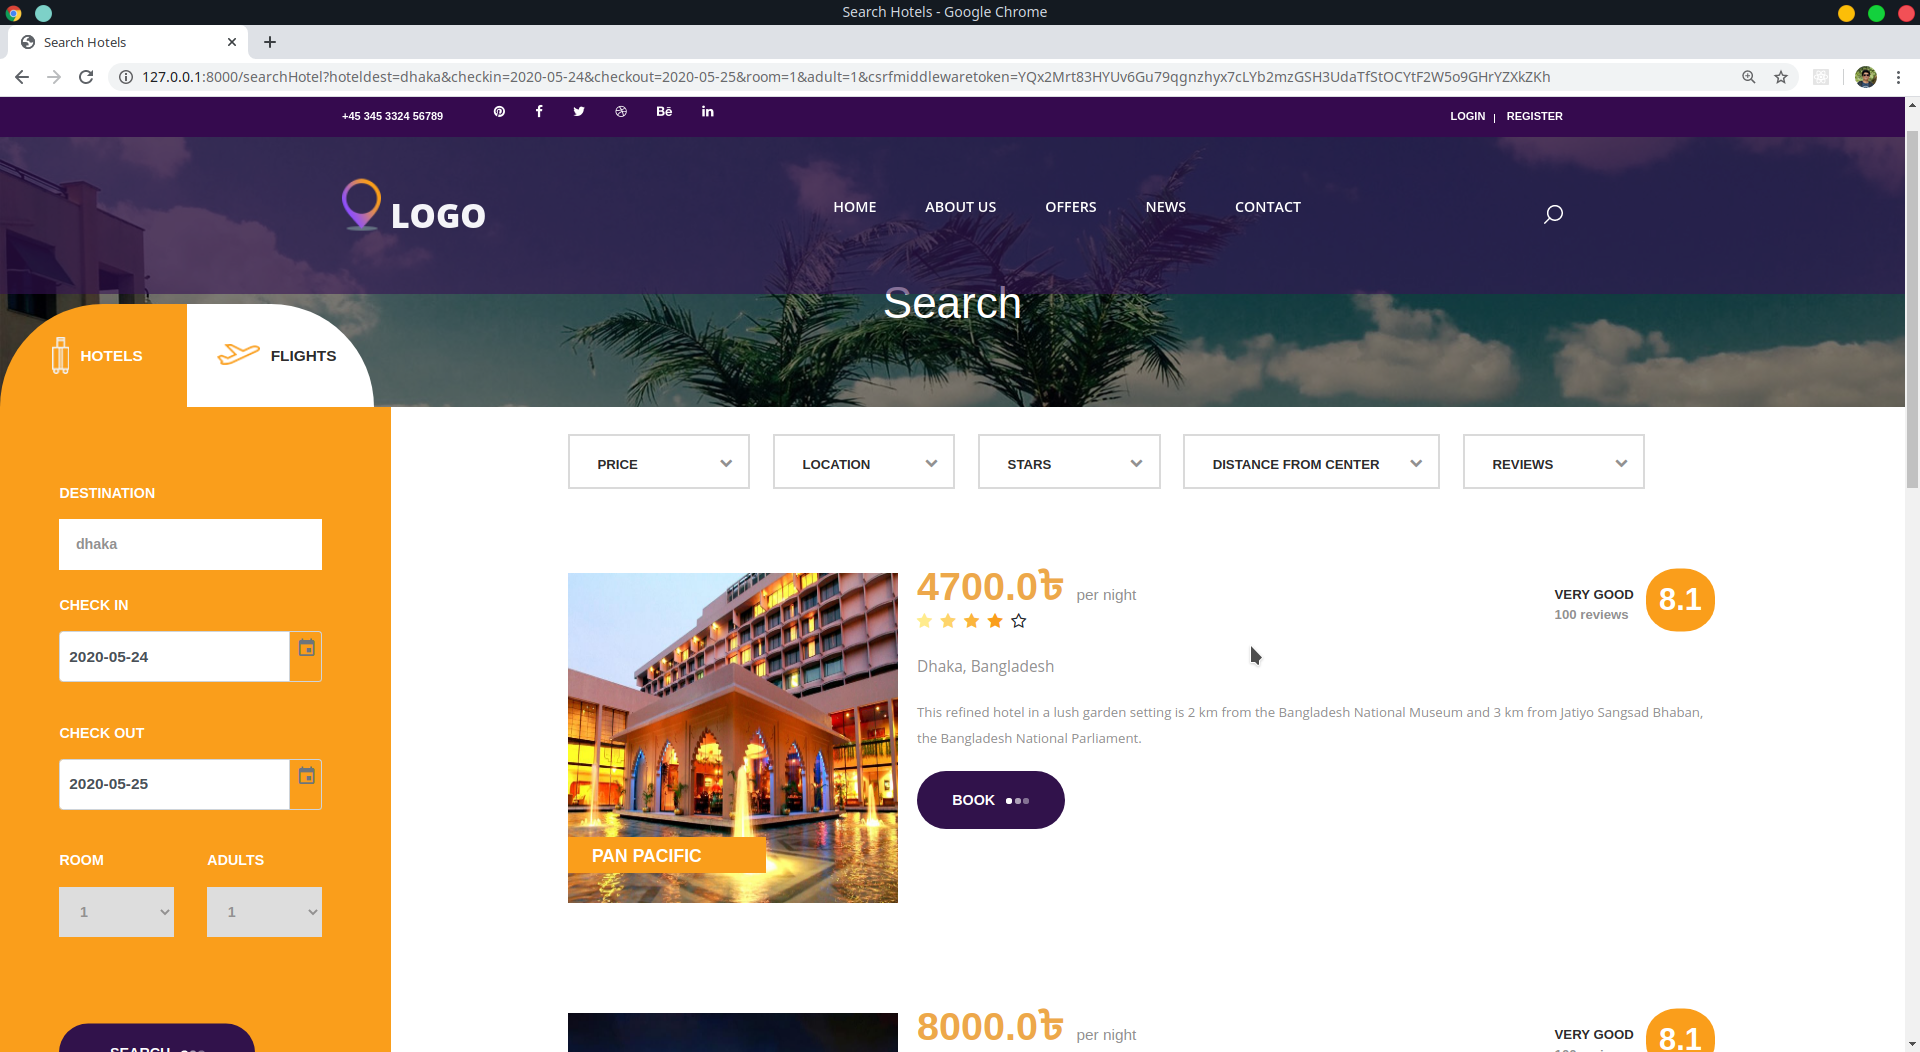 Search Hotels - Google Chrome
Search Hotels
127.0.0.1:8000/searchHotel?hoteldest=dhaka&checkin=2020-05-24&checkout=2020-05-25&room=1&adult=1&csrfmiddlewaretoken=YQx2Mrt83HYUv6Gu79qgnzhyx7cLYb2mzGSH3UdaTfStOCYtF2W5o9GHrYZXkZKh
+45 345 3324 56789
Bē
LOGIN | REGISTER
LOGO
HOME ABOUT US OFFERS NEWS CONTACT
Search
HOTELS FLIGHTS
DESTINATION
dhaka
CHECK IN
2020-05-24
CHECK OUT
2020-05-25
ROOM ADULTS
1 1
SEARCH
PRICE LOCATION STARS DISTANCE FROM CENTER REVIEWS
4700.0৳ per night
VERY GOOD
100 reviews
8.1
Dhaka, Bangladesh
This refined hotel in a lush garden setting is 2 km from the Bangladesh National Museum and 3 km from Jatiyo Sangsad Bhaban,
the Bangladesh National Parliament.
BOOK
PAN PACIFIC
8000.0৳ per night
VERY GOOD
8.1